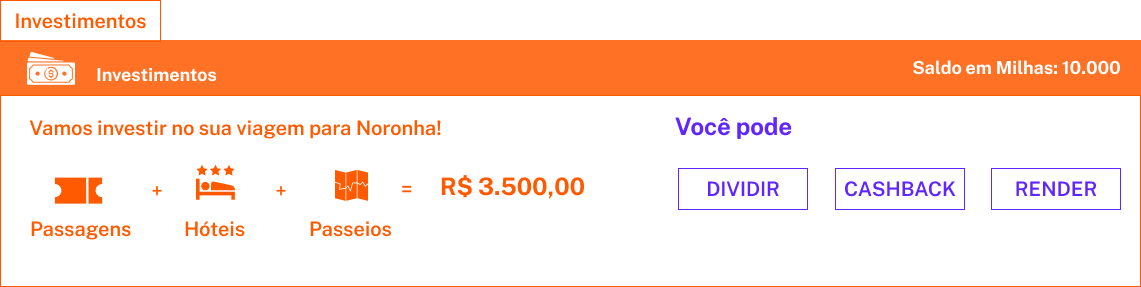 Investimentos
Investimentos
Saldo em Milhas: 10.000
Vamos investir no sua viagem para Noronha!
Passagens + Hóteis + Passeios = R$ 3.500,00
Você pode
DIVIDIR CASHBACK RENDER